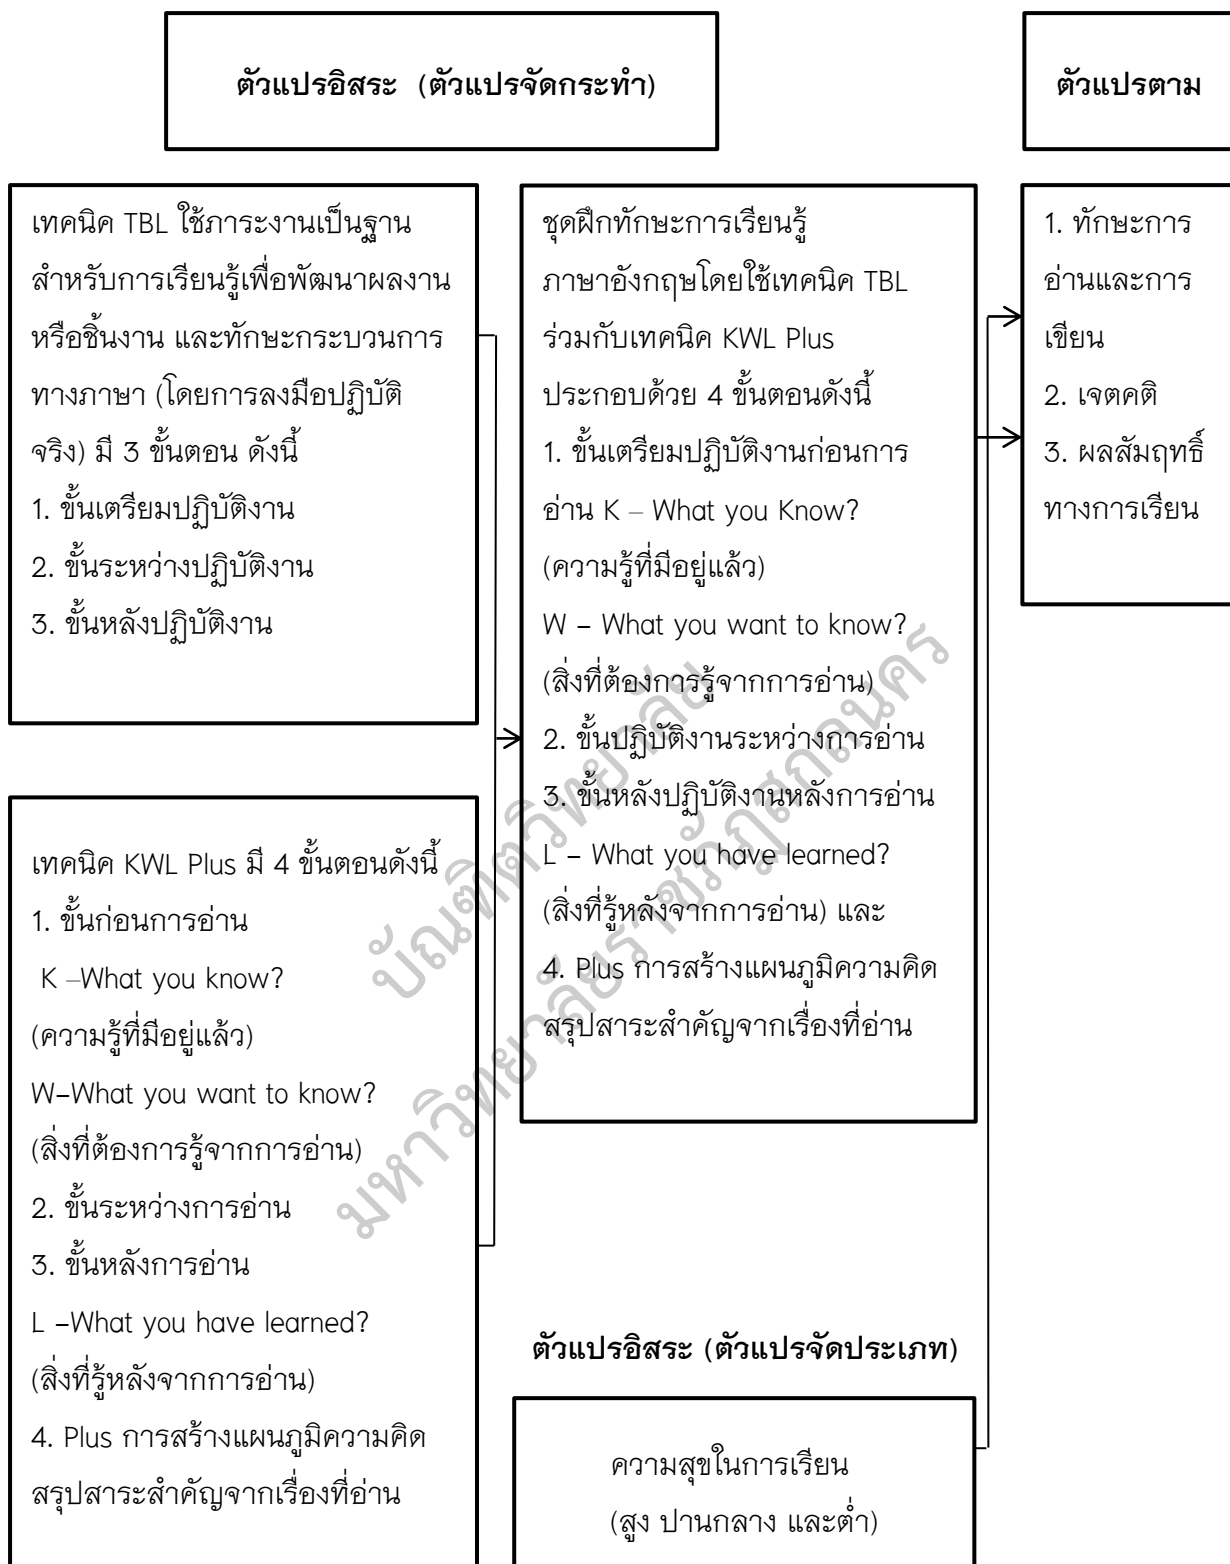 ตัวแปรอิสระ (ตัวแปรจัดกระทำ)
ตัวแปรตาม
เทคนิค TBL ใช้ภาระงานเป็นฐาน
สำหรับการเรียนรู้เพื่อพัฒนาผลงาน
หรือชิ้นงาน และทักษะกระบวนการ
ทางภาษา (โดยการลงมือปฏิบัติ
จริง) มี 3 ขั้นตอน ดังนี้
1. ขั้นเตรียมปฏิบัติงาน
2. ขั้นระหว่างปฏิบัติงาน
3. ขั้นหลังปฏิบัติงาน
เทคนิค KWL Plus มี 4 ขั้นตอนดังนี้
1. ขั้นก่อนการอ่าน
K –What you know?
(ความรู้ที่มีอยู่แล้ว)
W–What you want to know?
(สิ่งที่ต้องการรู้จากการอ่าน)
2. ขั้นระหว่างการอ่าน
3. ขั้นหลังการอ่าน
L –What you have learned?
(สิ่งที่รู้หลังจากการอ่าน)
4. Plus การสร้างแผนภูมิความคิด
สรุปสาระสำคัญจากเรื่องที่อ่าน
ชุดฝึกทักษะการเรียนรู้
ภาษาอังกฤษโดยใช้เทคนิค TBL
ร่วมกับเทคนิค KWL Plus
ประกอบด้วย 4 ขั้นตอนดังนี้
1. ขั้นเตรียมปฏิบัติงานก่อนการ
อ่าน K – What you Know?
(ความรู้ที่มีอยู่แล้ว)
W – What you want to know?
(สิ่งที่ต้องการรู้จากการอ่าน)
2. ขั้นปฏิบัติงานระหว่างการอ่าน
3. ขั้นหลังปฏิบัติงานหลังการอ่าน
L – What you have learned?
(สิ่งที่รู้หลังจากการอ่าน) และ
4. Plus การสร้างแผนภูมิความคิด
สรุปสาระสำคัญจากเรื่องที่อ่าน
ตัวแปรอิสระ (ตัวแปรจัดประเภท)
ความสุขในการเรียน
(สูง ปานกลาง และต่ำ)
1. ทักษะการ
อ่านและการ
เขียน
2. เจตคติ
3. ผลสัมฤทธิ์
ทางการเรียน
บัณฑิตวิทยาลัย
มหาวิทยาลัยราชภัฏสกลนคร